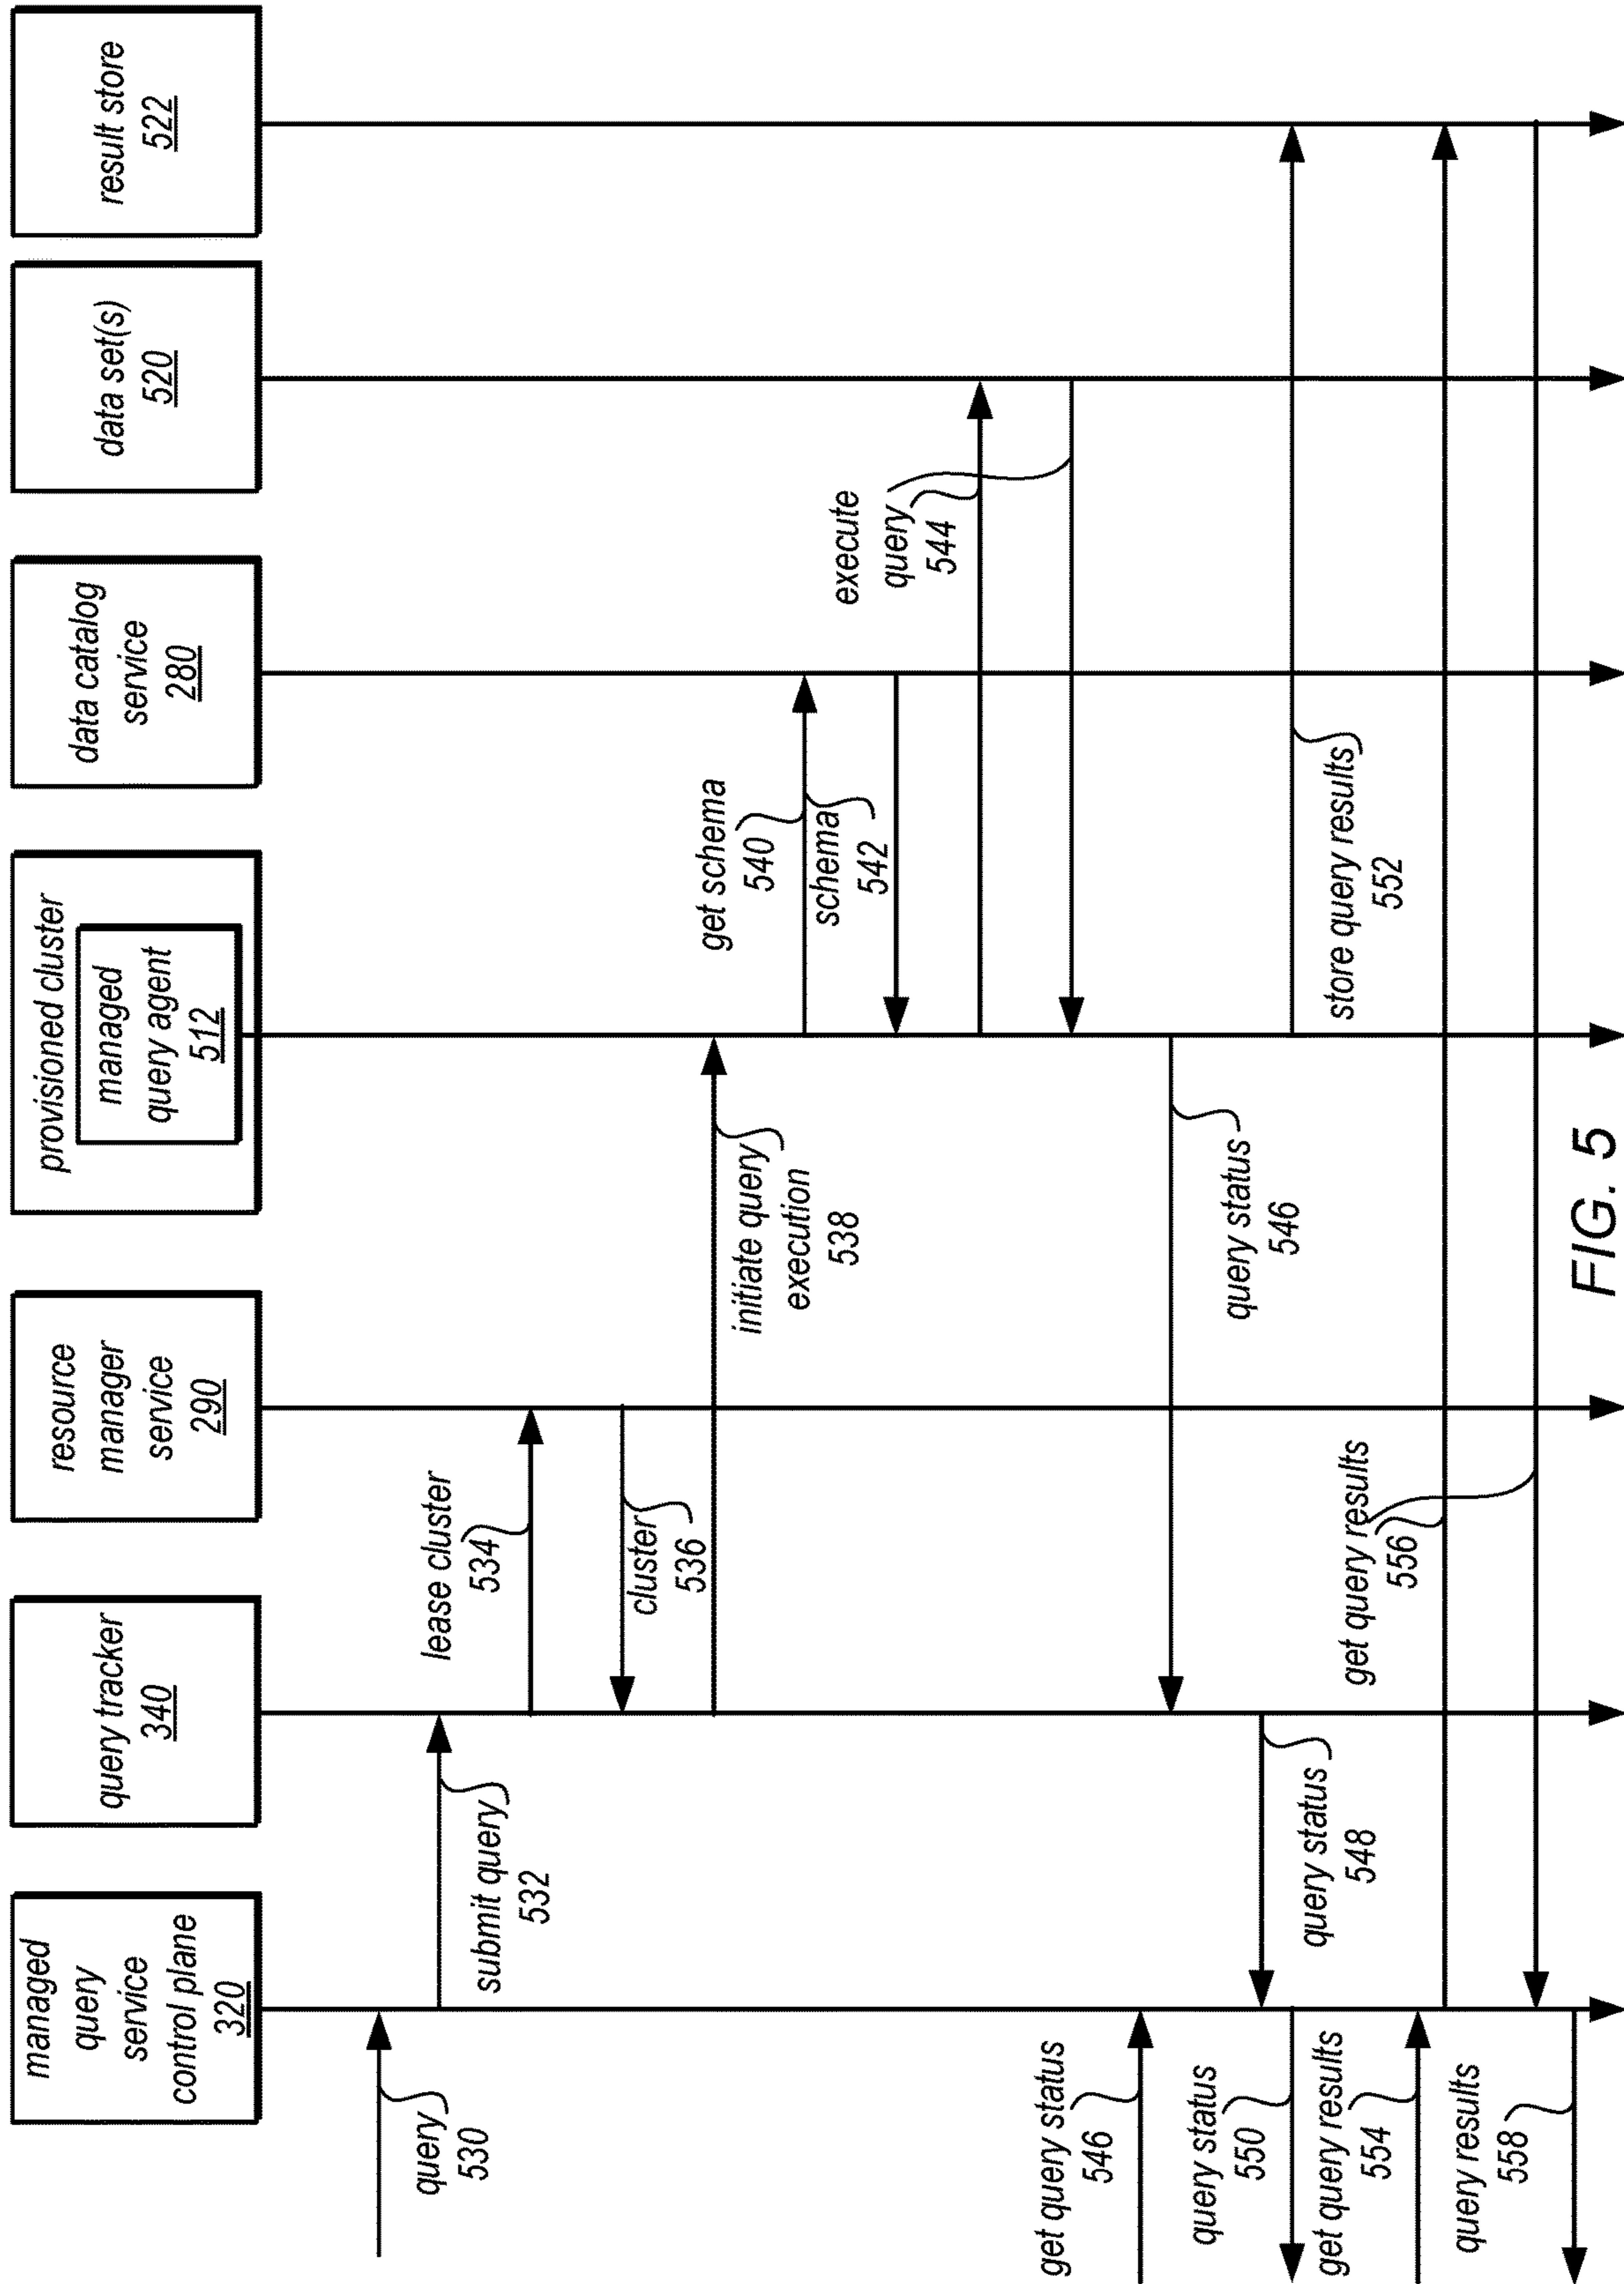 managed
query
service
control plane
320
query tracker
340
resource
manager
service
290
provisioned cluster
managed
query agent
512
data catalog
service
280
data set(s)
520
result store
522
query
530
submit query
532
lease cluster
534
cluster
536
initiate query
execution
538
get schema
540
schema
542
execute
query
544
get query status
546
query status
546
query status
548
query status
550
store query results
552
get query results
554
get query results
556
query results
558
FIG. 5